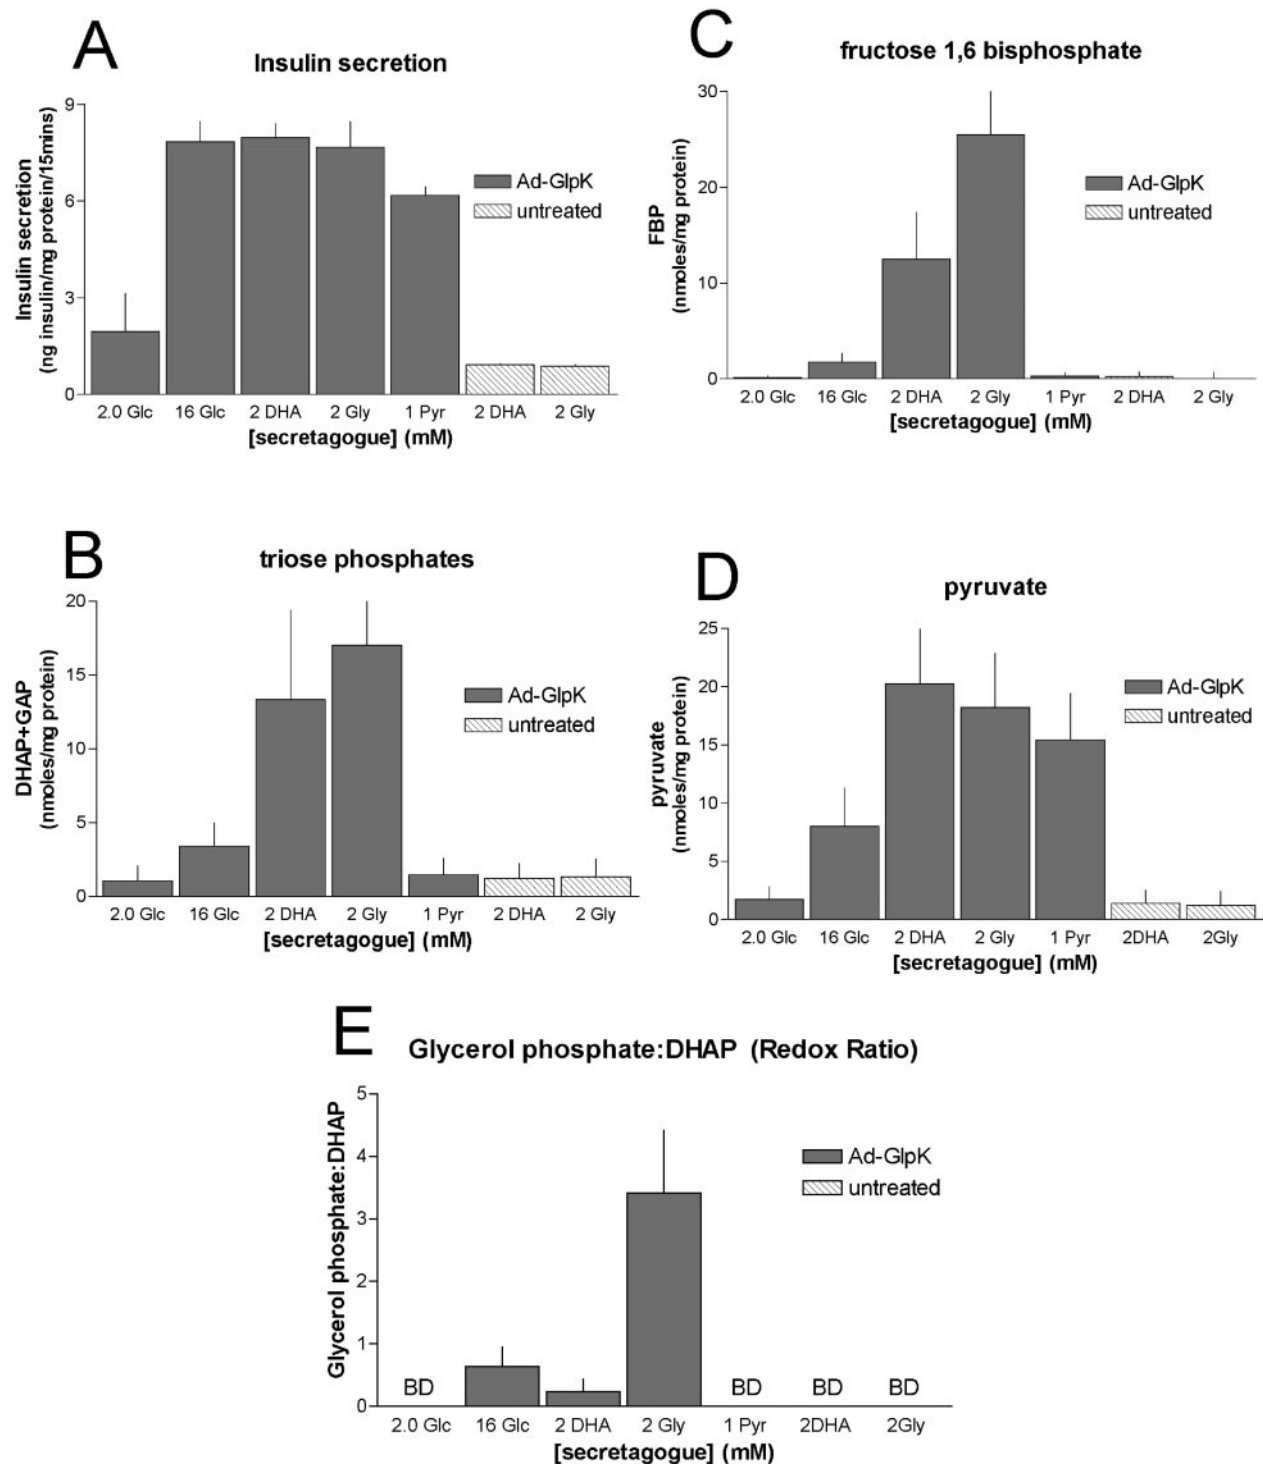 A
Insulin secretion
Insulin secretion
(ng insulin/mg protein/15mins)
9
6
3
0
Ad-GlpK
untreated
2.0 Glc 16 Glc 2 DHA 2 Gly 1 Pyr 2 DHA 2 Gly
[secretagogue] (mM)
C
fructose 1,6 bisphosphate
FBP
(nmoles/mg protein)
30
20
10
0
Ad-GlpK
untreated
2.0 Glc 16 Glc 2 DHA 2 Gly 1 Pyr 2 DHA 2 Gly
[secretagogue] (mM)
B
triose phosphates
DHAP+GAP
(nmoles/mg protein)
20
15
10
5
0
Ad-GlpK
untreated
2.0 Glc 16 Glc 2 DHA 2 Gly 1 Pyr 2 DHA 2 Gly
[secretagogue] (mM)
D
pyruvate
pyruvate
(nmoles/mg protein)
25
20
15
10
5
0
Ad-GlpK
untreated
2.0 Glc 16 Glc 2 DHA 2 Gly 1 Pyr 2DHA 2Gly
[secretagogue] (mM)
E
Glycerol phosphate:DHAP (Redox Ratio)
Glycerol phosphate:DHAP
5
4
3
2
1
0
Ad-GlpK
untreated
BD BD BD BD
2.0 Glc 16 Glc 2 DHA 2 Gly 1 Pyr 2DHA 2Gly
[secretagogue] (mM)